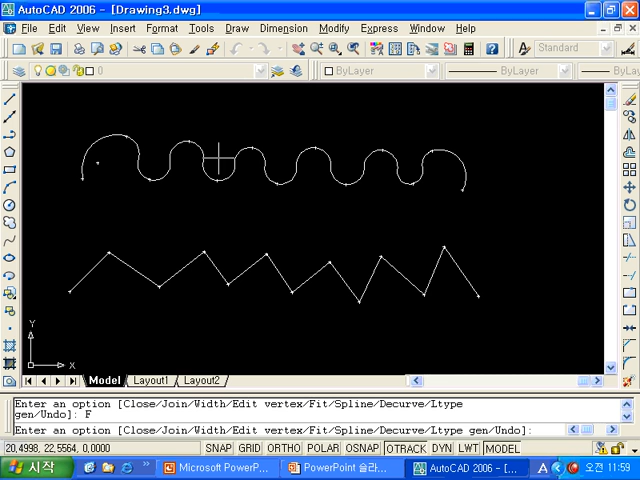 AutoCAD 2006 - [Drawing3.dwg]
File Edit View Insert Format Tools Draw Dimension Modify Express Window Help
Standard
0 ByLayer ByLayer ByLay
Y
X
Model Layout1 Layout2
Enter an option [Close/Join/Width/Edit vertex/Fit/Spline/Decurve/Ltype
gen/Undo]: F
Enter an option [Close/Join/Width/Edit vertex/Fit/Spline/Decurve/Ltype gen/Undo]:
20,4998, 22,5564, 0,0000 SNAP GRID ORTHO POLAR OSNAP OTRACK DYN LWT MODEL
시작 Microsoft PowerP... PowerPoint 슬라... AutoCAD 2006 - [... A 오전 11:59